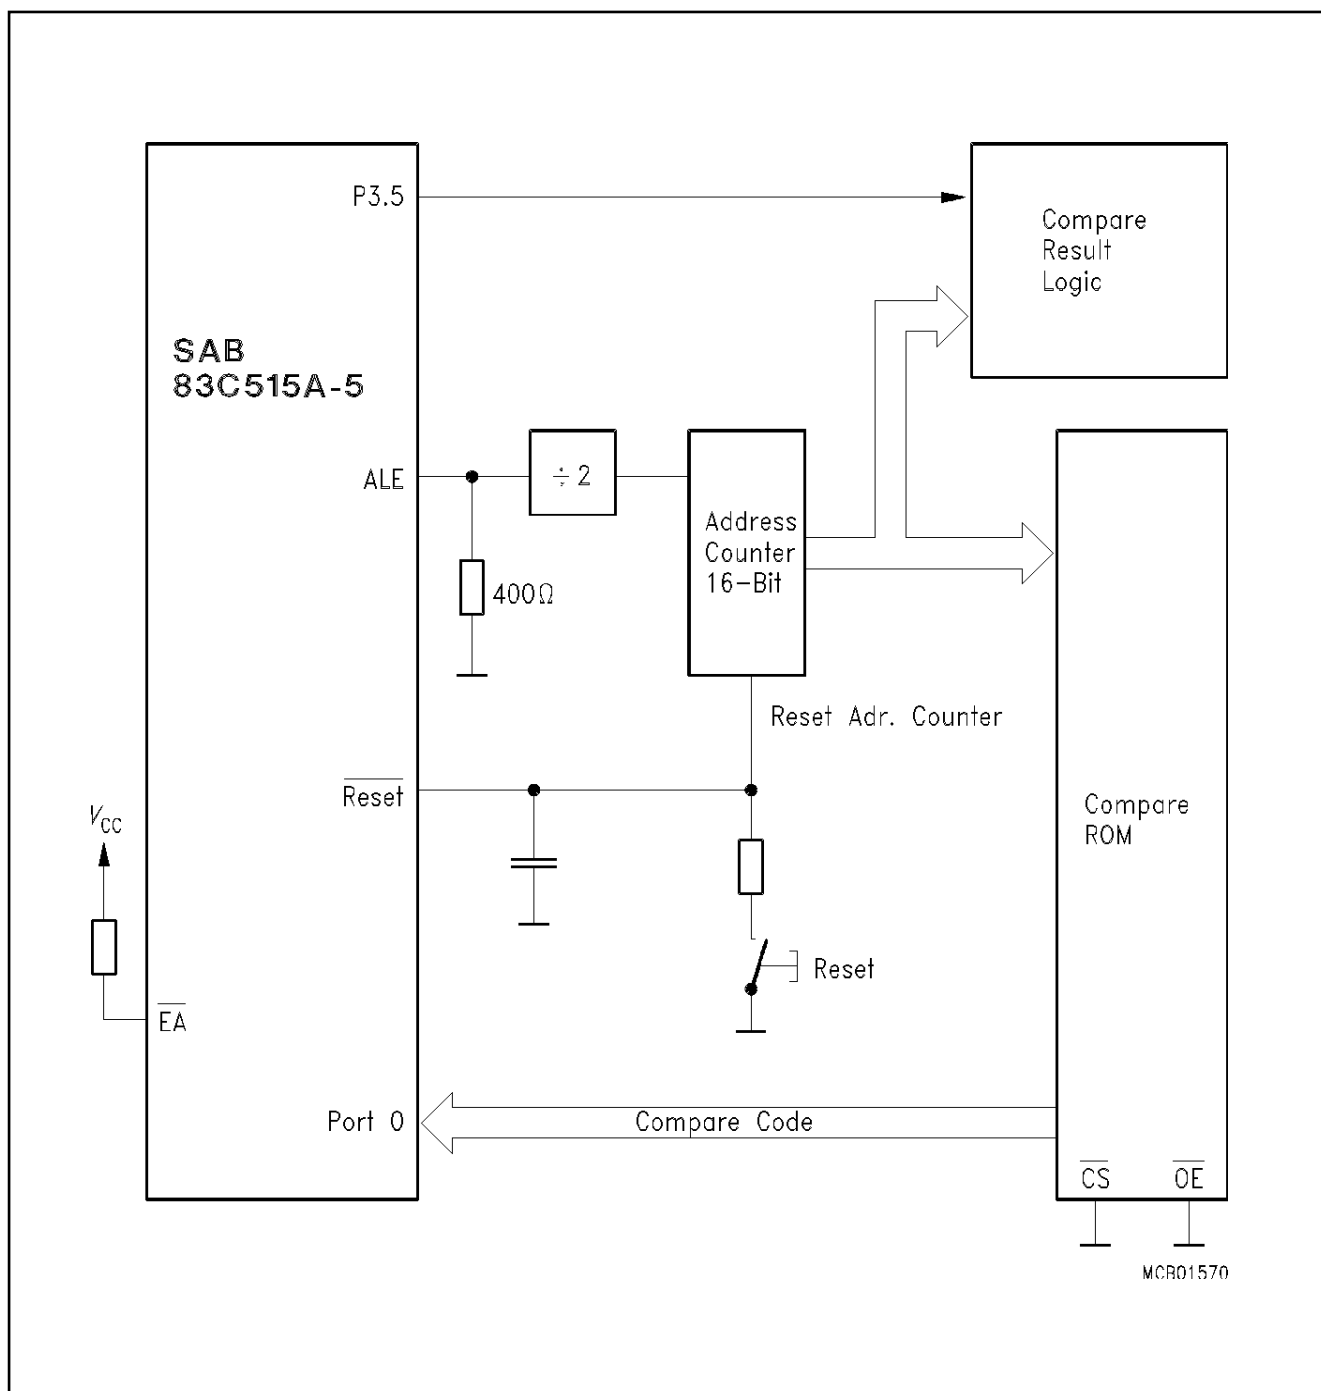 P3.5
Compare
Result
Logic
SAB
83C515A-5
ALE
÷ 2
Address
Counter
16-Bit
400Ω
Reset Adr. Counter
Reset
VCC
Compare
ROM
Reset
EA
Port 0
Compare Code
CS OE
MCB01570